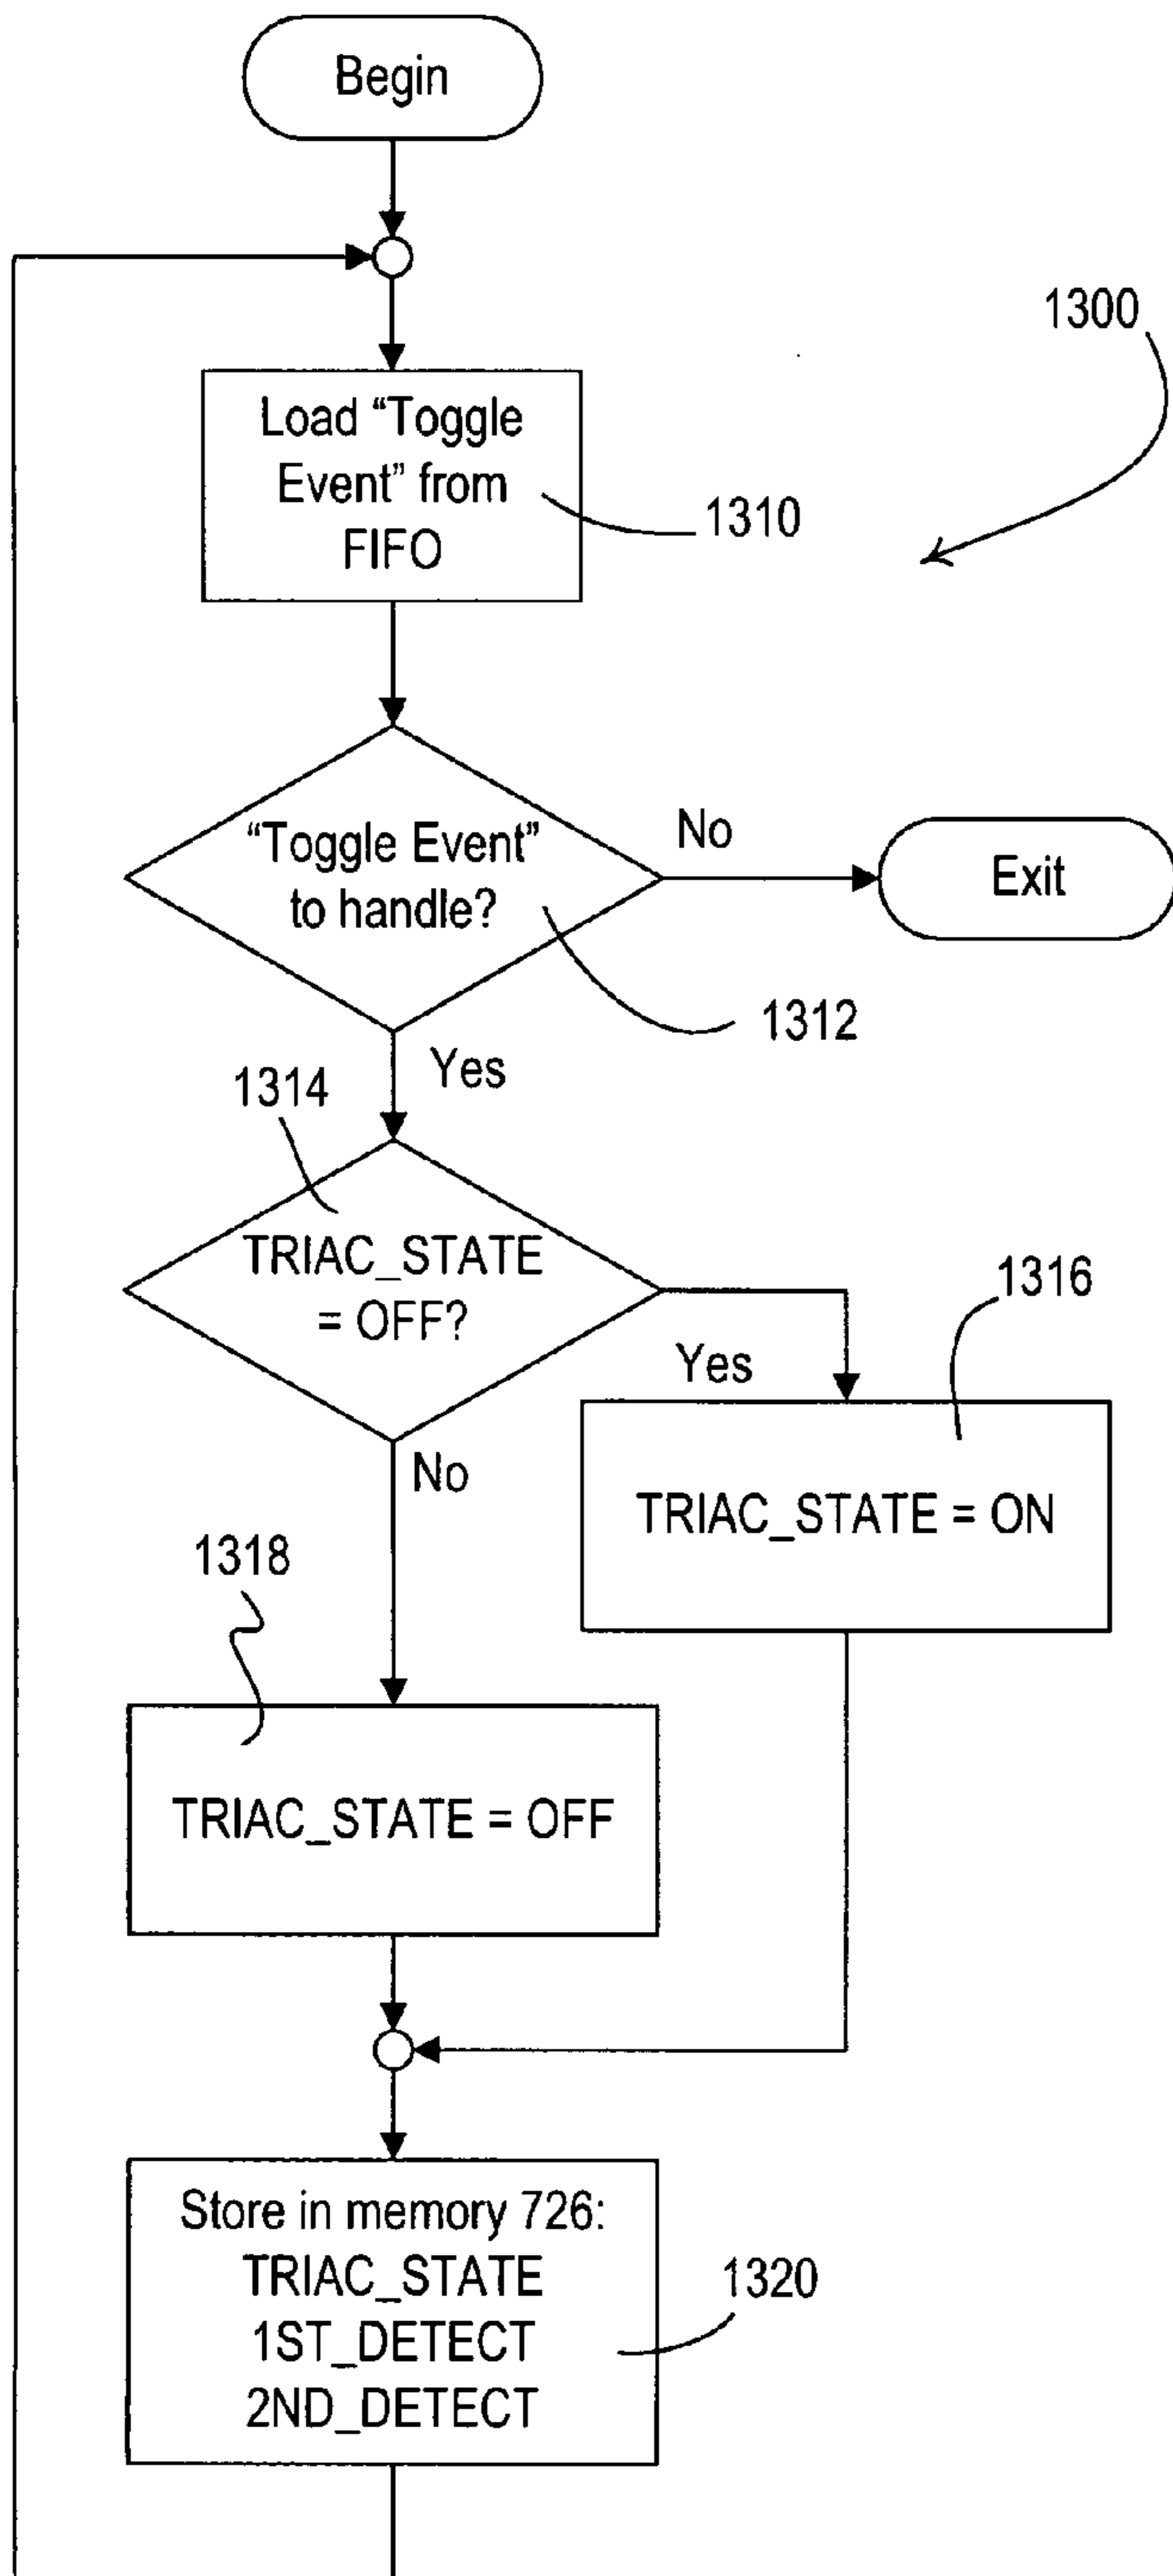 Begin
1300
Load “Toggle
Event” from
FIFO
1310
“Toggle Event”
to handle?
No
Exit
1312
Yes
1314
TRIAC_STATE
= OFF?
Yes
1316
No
TRIAC_STATE = ON
1318
TRIAC_STATE = OFF
Store in memory 726:
TRIAC_STATE
1ST_DETECT
2ND_DETECT
1320